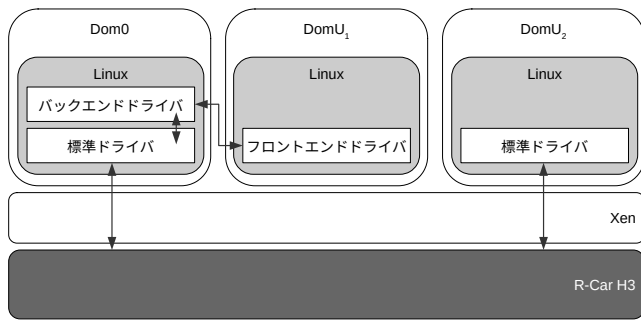 Dom0
Linux
バックエンドドライバ
標準ドライバ
DomU1
Linux
フロントエンドドライバ
DomU2
Linux
標準ドライバ
Xen
R-Car H3